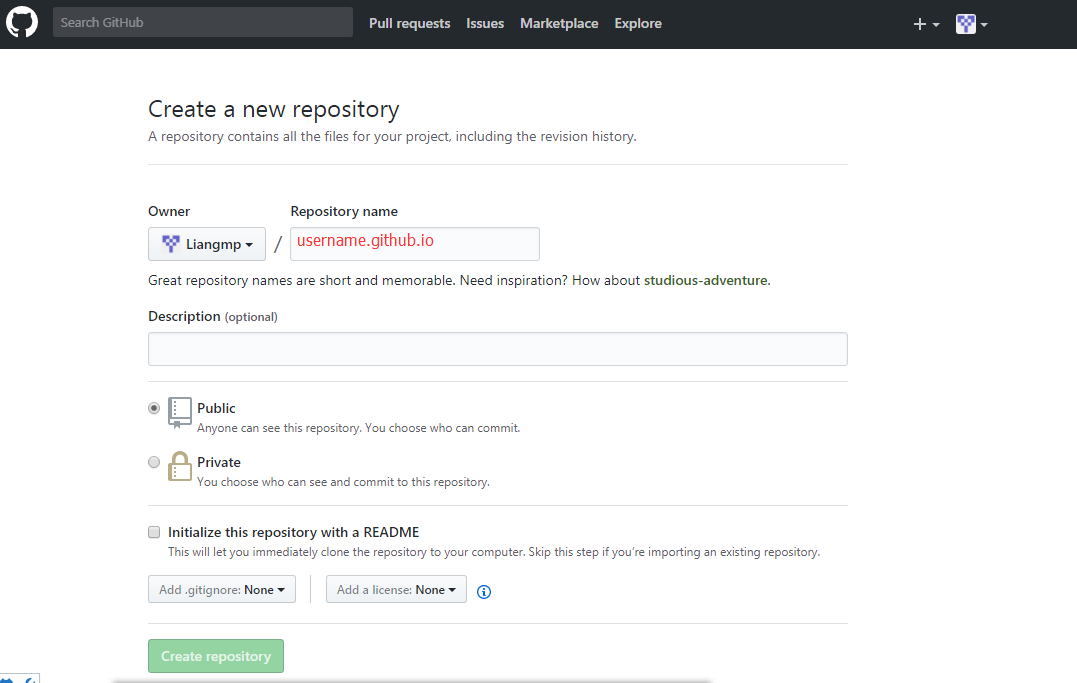 Search GitHub Pull requests Issues Marketplace Explore
Create a new repository
A repository contains all the files for your project, including the revision history.
Owner Repository name
Liangmp / username.github.io
Great repository names are short and memorable. Need inspiration? How about studious-adventure.
Description (optional)
Public
Anyone can see this repository. You choose who can commit.
Private
You choose who can see and commit to this repository.
Initialize this repository with a README
This will let you immediately clone the repository to your computer. Skip this step if you’re importing an existing repository.
Add .gitignore: None Add a license: None
Create repository